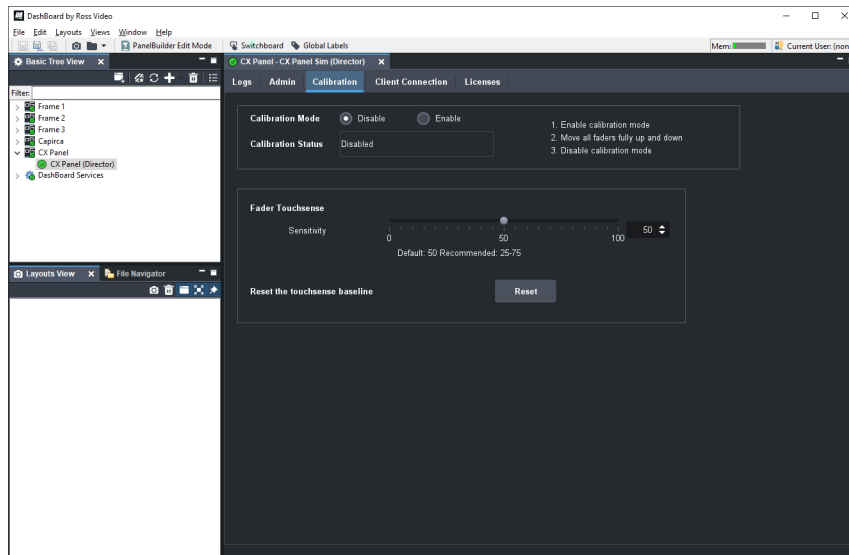 DashBoard by Ross Video
File Edit Layouts Views Window Help
PanelBuilder Edit Mode Switchboard Global Labels Mem: Current User: (non
Basic Tree View
CX Panel - CX Panel Sim (Director)
Logs Admin Calibration Client Connection Licenses
Filter:
Frame 1
Frame 2
Frame 3
Capirca
CX Panel
CX Panel (Director)
DashBoard Services
Layouts View File Navigator
Calibration Mode Disable Enable
Calibration Status Disabled
1. Enable calibration mode
2. Move all faders fully up and down
3. Disable calibration mode
Fader Touchsense
Sensitivity 50
0 50 100
Default: 50 Recommended: 25-75
Reset the touchsense baseline Reset